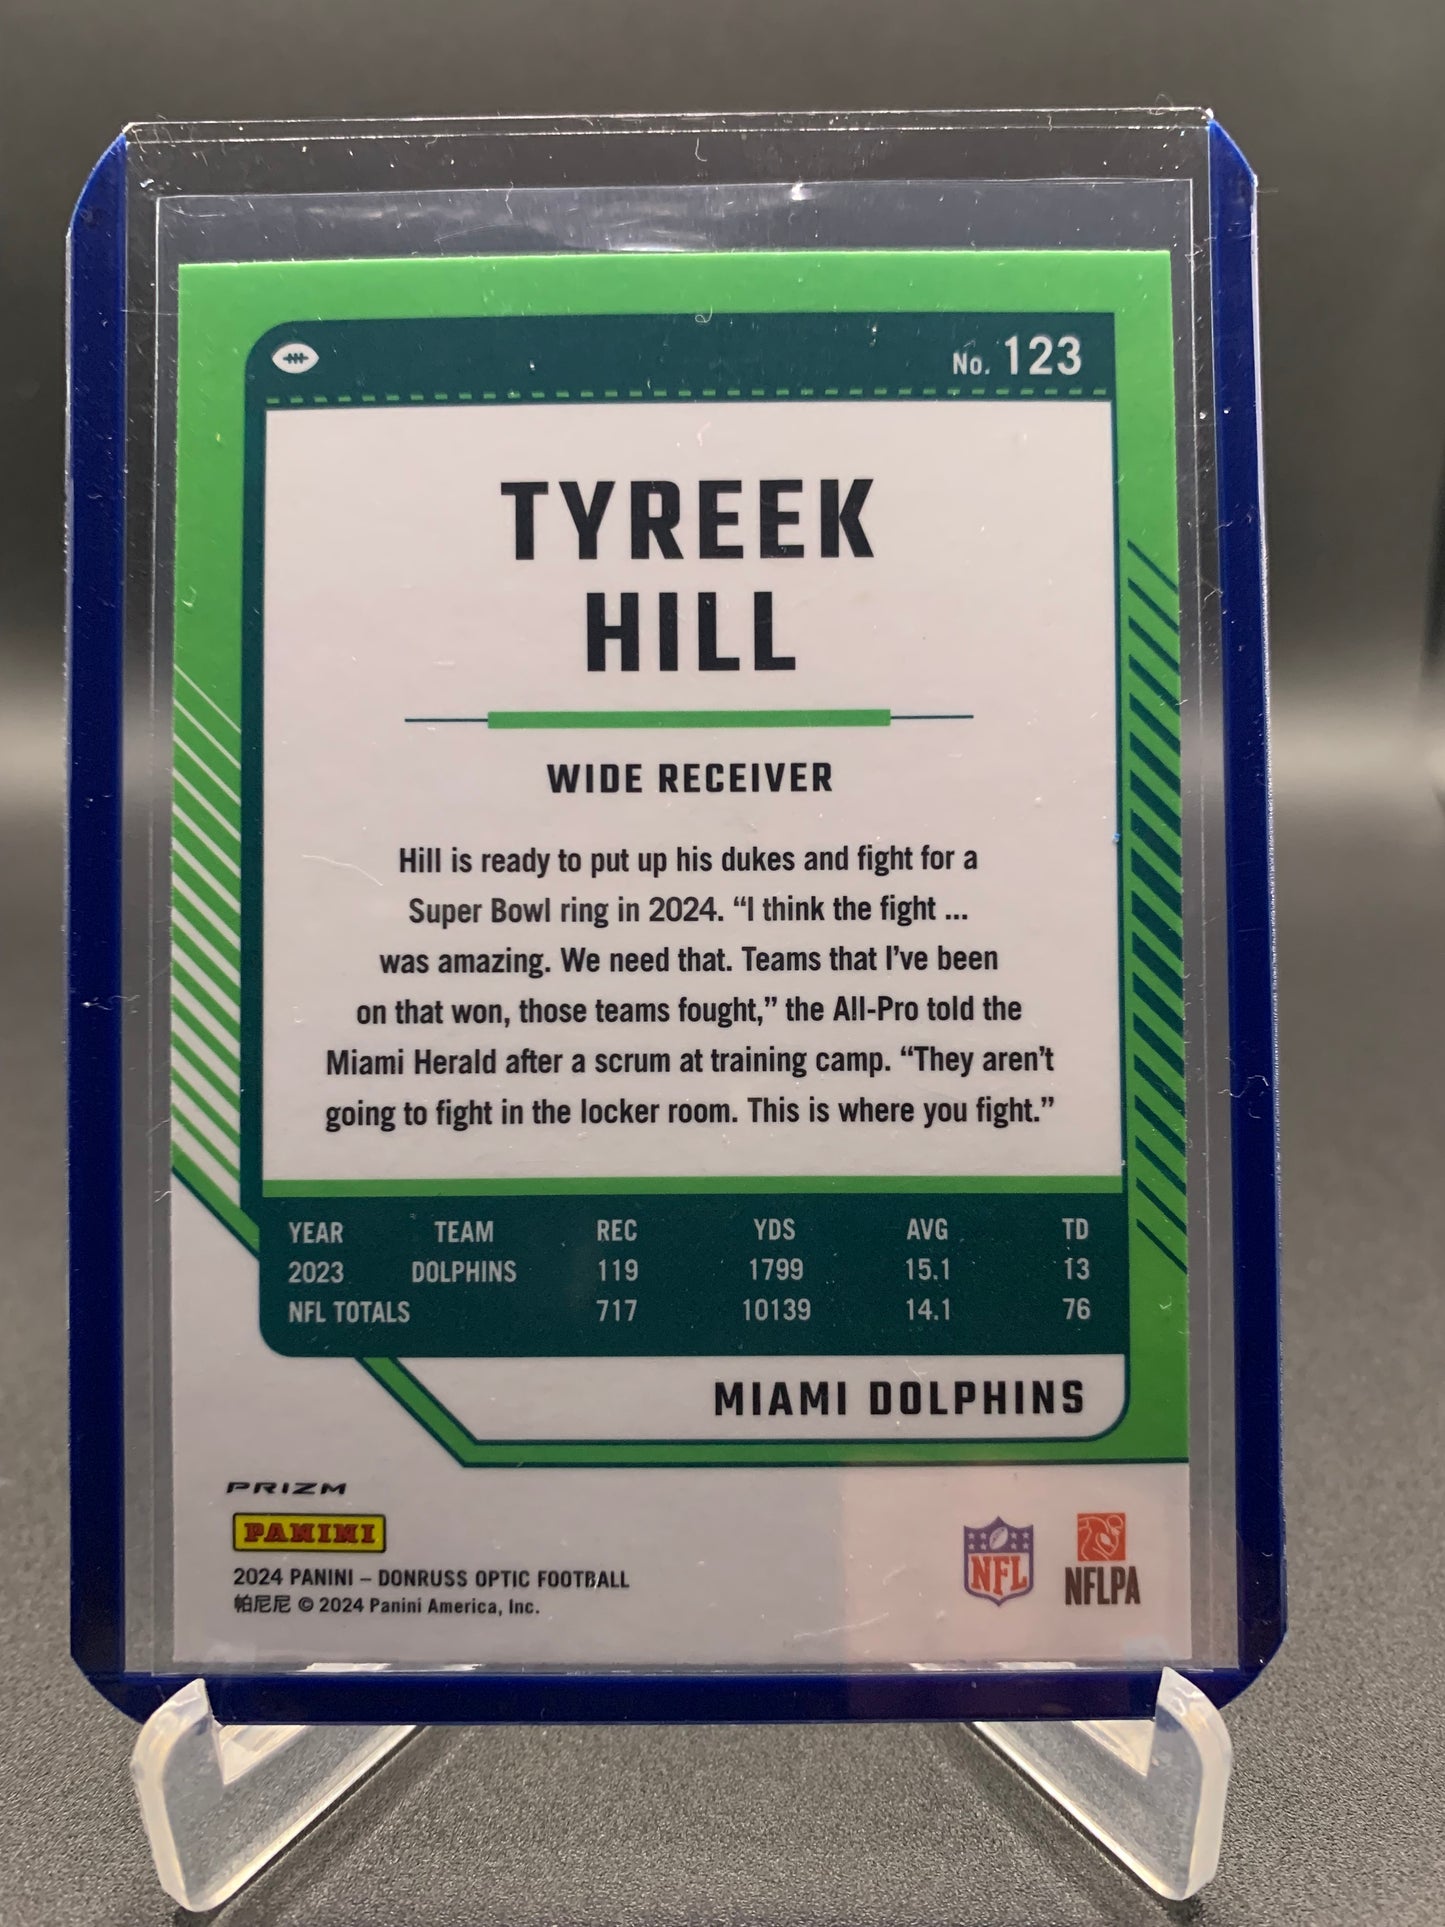 No. 123
TYREEK
HILL
WIDE RECEIVER
Hill is ready to put up his dukes and fight for a
Super Bowl ring in 2024. “I think the fight ...
was amazing. We need that. Teams that I’ve been
on that won, those teams fought,” the All-Pro told the
Miami Herald after a scrum at training camp. “They aren’t
going to fight in the locker room. This is where you fight.”
YEAR TEAM REC YDS AVG TD
2023 DOLPHINS 119 1799 15.1 13
NFL TOTALS 717 10139 14.1 76
MIAMI DOLPHINS
PRIZM
PANINI
2024 PANINI – DONRUSS OPTIC FOOTBALL
帕尼尼 © 2024 Panini America, Inc.
NFL
NFLPA